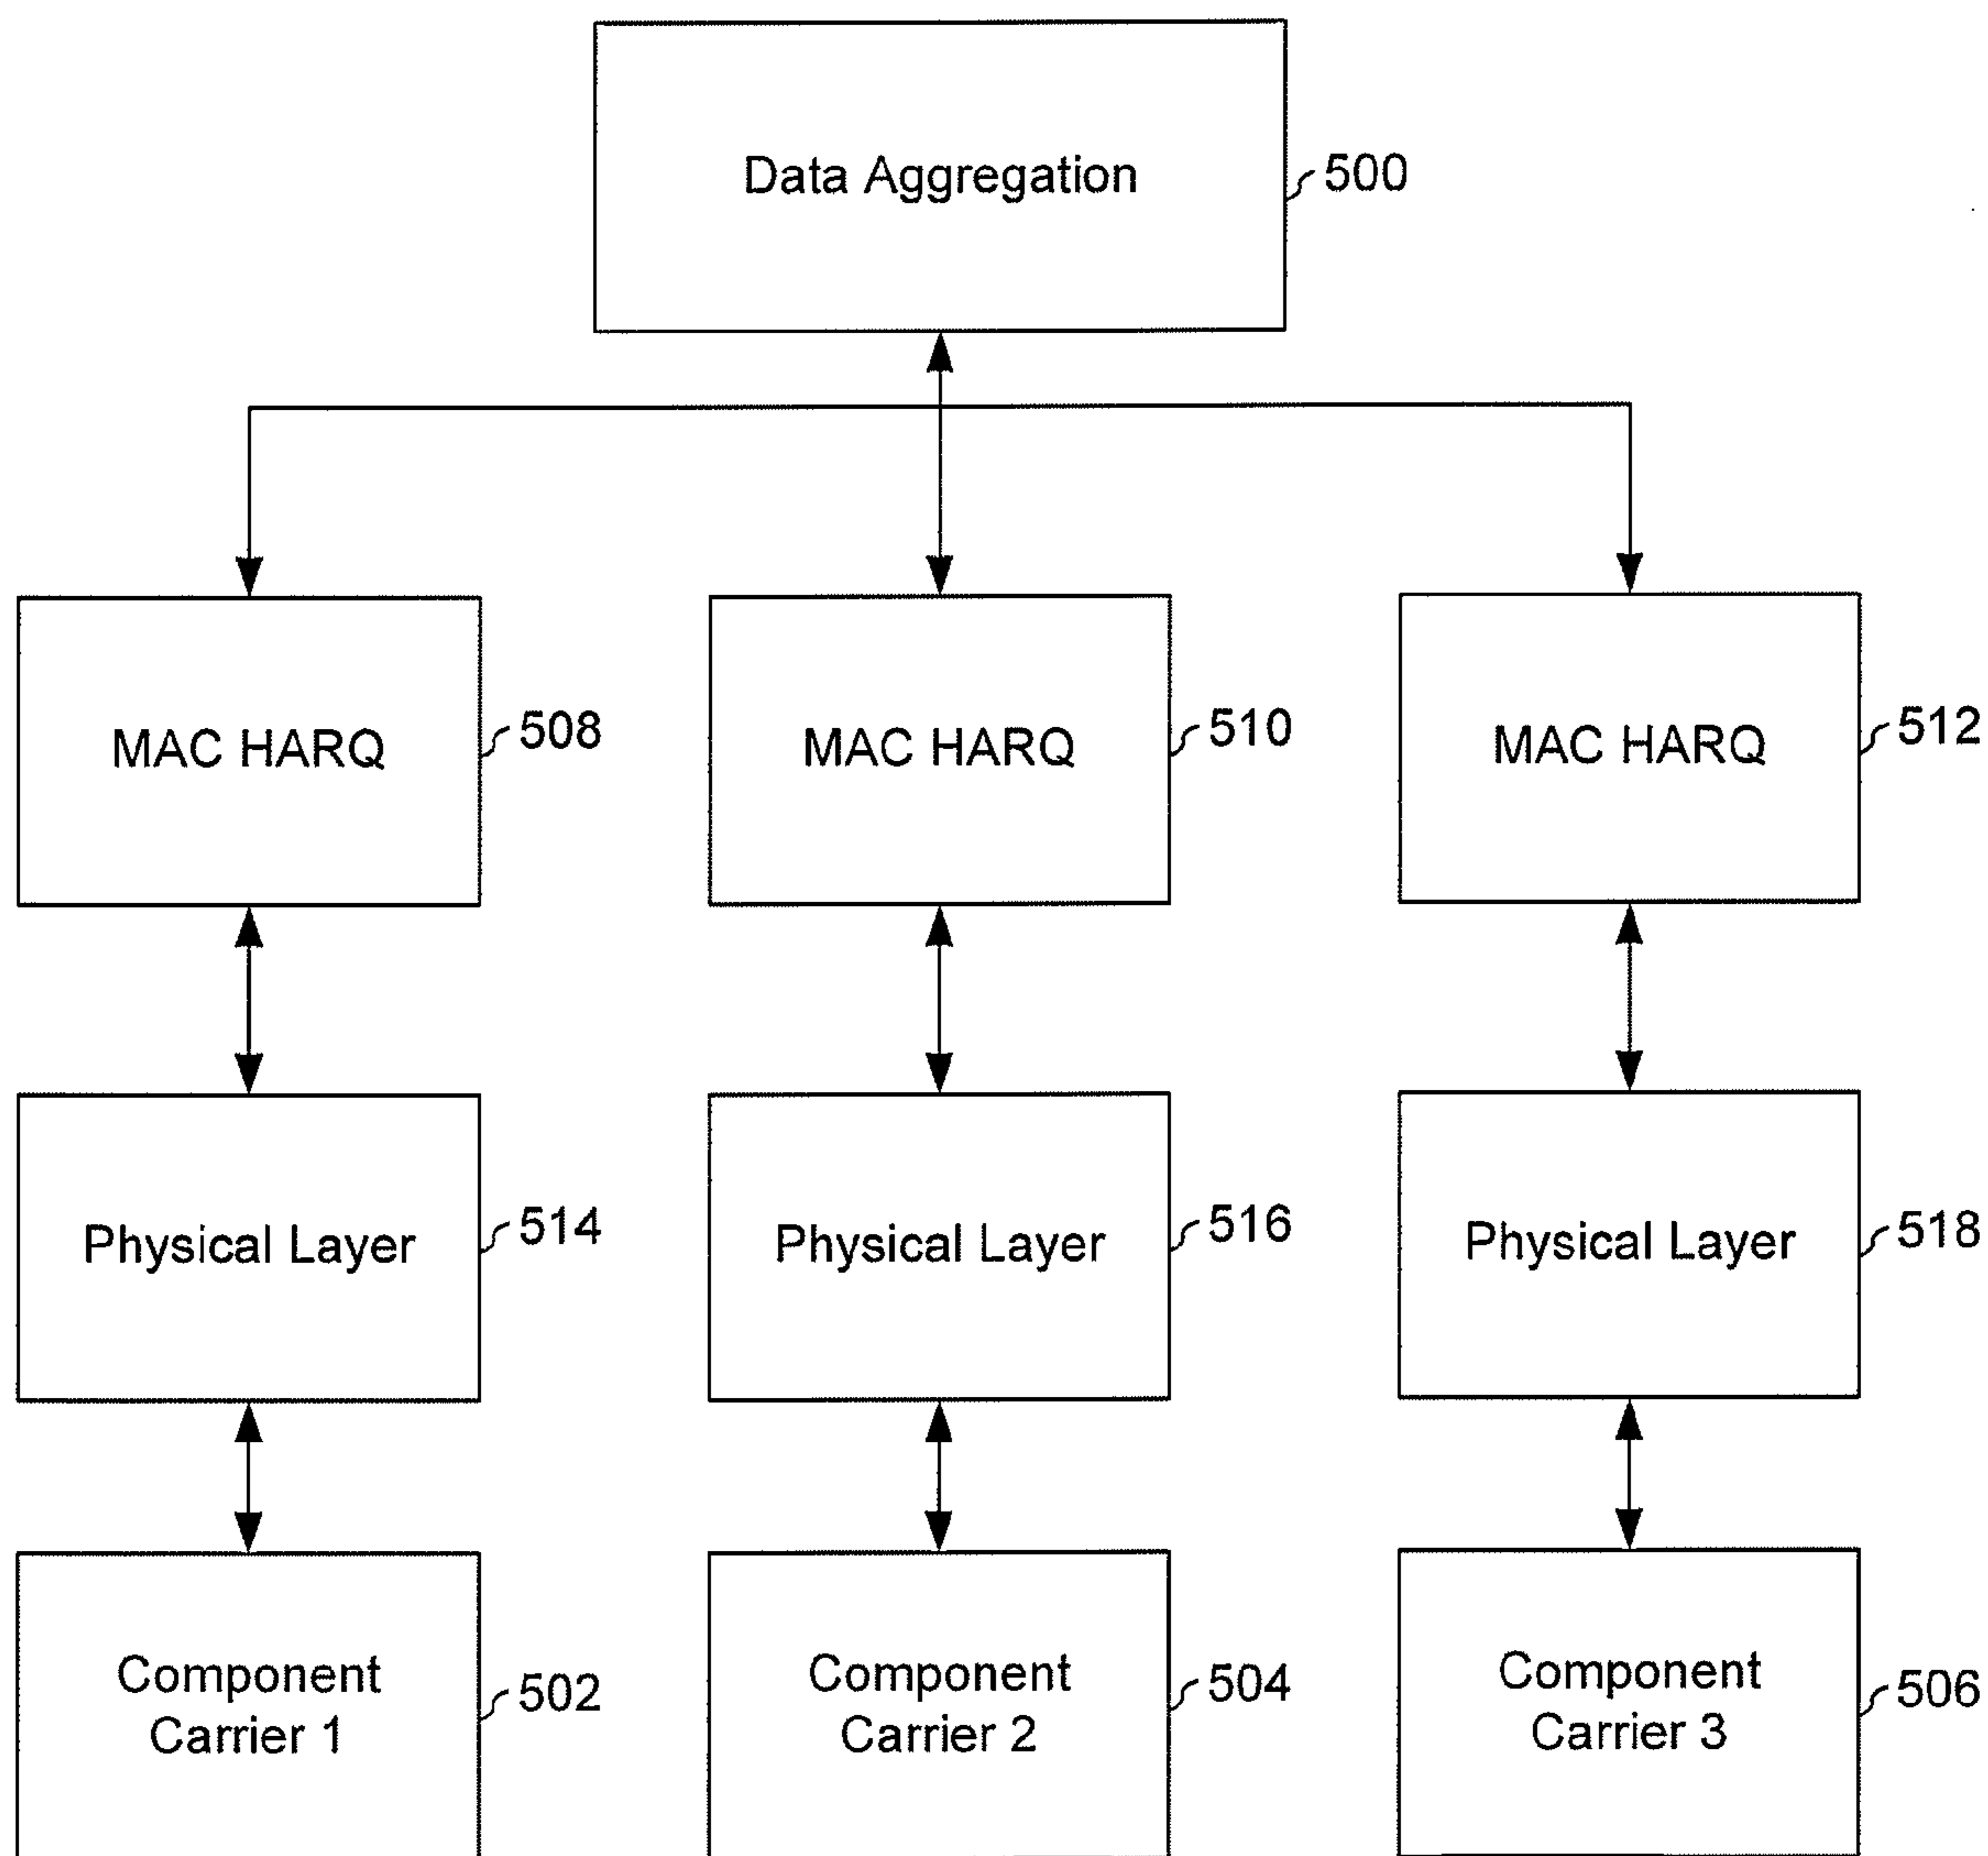 Data Aggregation
500
MAC HARQ
508
MAC HARQ
510
MAC HARQ
512
Physical Layer
514
Physical Layer
516
Physical Layer
518
Component
Carrier 1
502
Component
Carrier 2
504
Component
Carrier 3
506